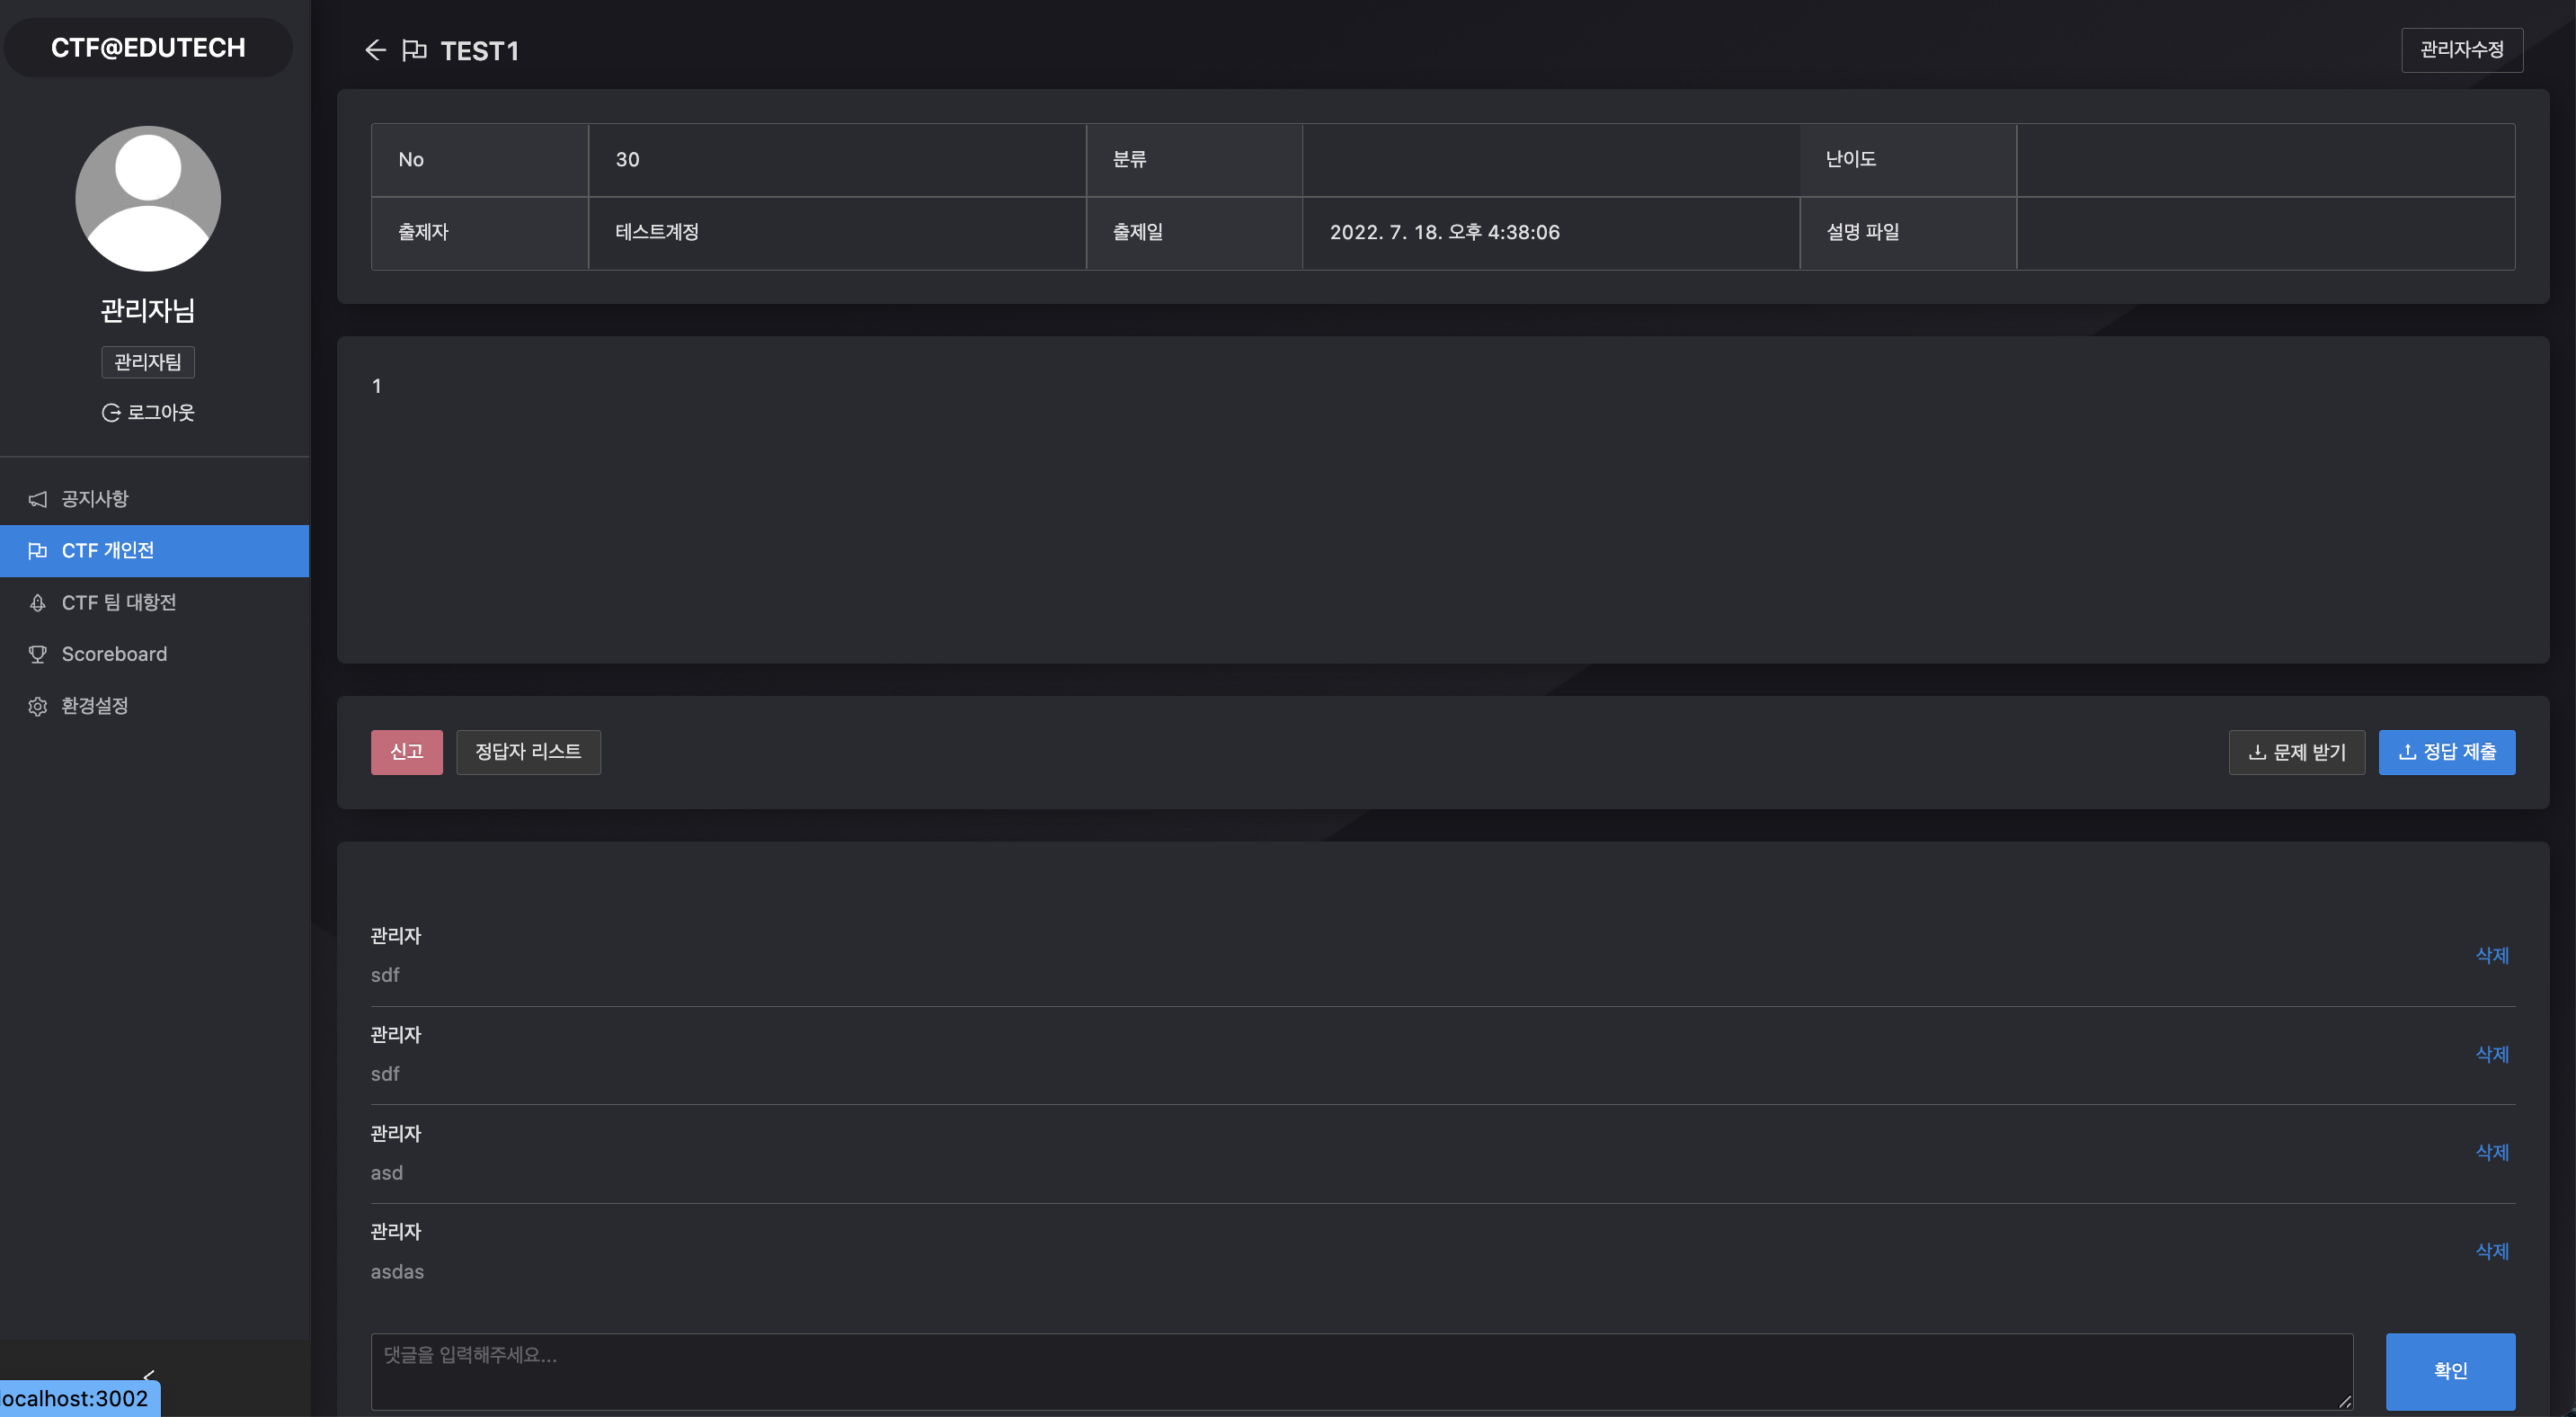 CTF@EDUTECH
관리자님
관리자팀
로그아웃
공지사항
CTF 개인전
CTF 팀 대항전
Scoreboard
환경설정
localhost:3002
TEST1
관리자수정
No 30 분류 난이도
출제자 테스트계정 출제일 2022. 7. 18. 오후 4:38:06 설명 파일
1
신고 정답자 리스트 문제 받기 정답 제출
관리자
sdf
삭제
관리자
sdf
삭제
관리자
asd
삭제
관리자
asdas
삭제
댓글을 입력해주세요...
확인